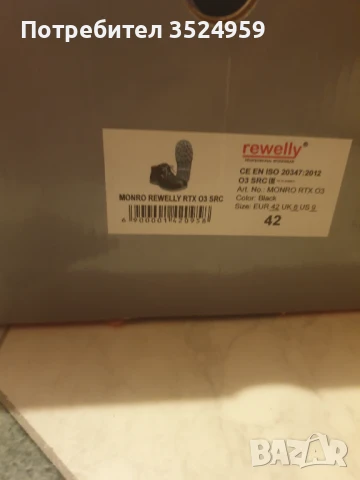 Потребител 3524959
rewelly
CE EN ISO 20347:2012
O3 SRC
Art. No.: MONRO RTX O3
Color: Black
Size: EUR 42 UK 8 US 9
42
MONRO REWELLY RTX O3 SRC
BAZAR